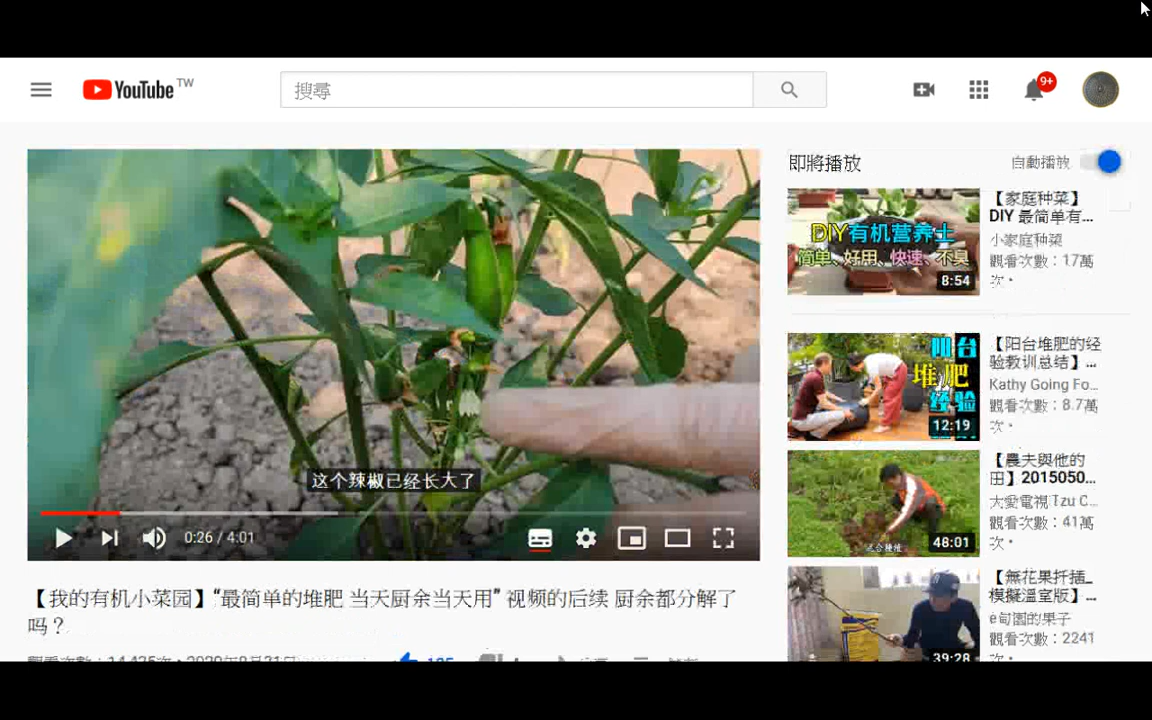 YouTube TW
搜尋
9+
这个辣椒已经长大了
0:26 / 4:01
【我的有机小菜园】“最简单的堆肥 当天厨余当天用” 视频的后续 厨余都分解了
吗？
即將播放
自動播放
DIY有机营养土
简单、好用、快速、不臭
8:54
【家庭种菜】
DIY 最简单有...
小家庭种菜
觀看次數：17萬
次・
阳台
堆肥
经验
12:19
【阳台堆肥的经
验教训总结】...
Kathy Going Fo...
觀看次數：8.7萬
次・
48:01
【農夫與他的
田】2015050...
大愛電視Tzu C...
觀看次數：41萬
次・
39:28
【無花果扦插_
模擬溫室版】...
觀看次數：2241
次・